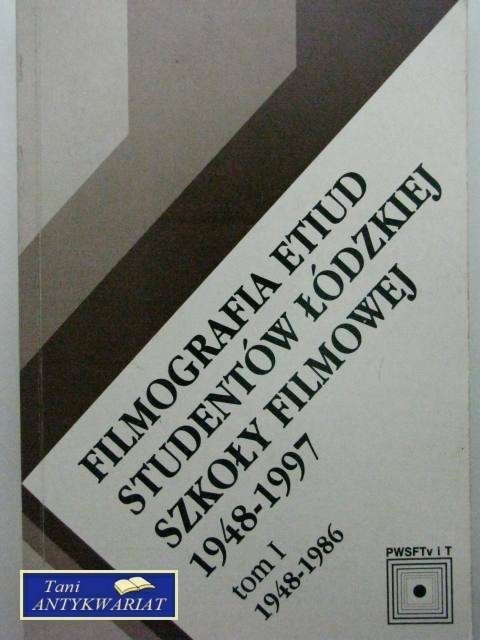 FILMOGRAFIA ETIUD
STUDENTÓW ŁÓDZKIEJ
SZKOŁY FILMOWEJ
1948-1997
tom I
1948-1986
PWSFTv i T
Tani
ANTYKWARIAT